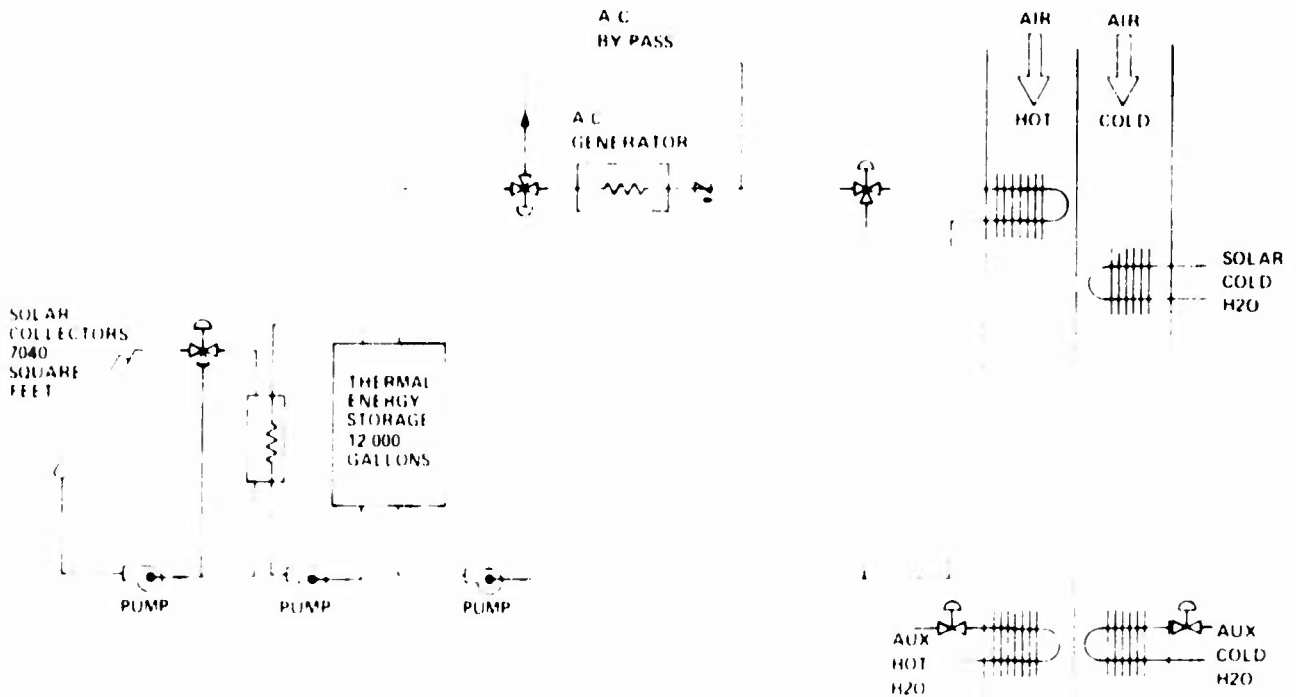 A C
BY PASS
A C
GENERATOR
AIR
AIR
HOT
COLD
SOLAR
COLD
H2O
SOLAR
COLLECTORS
7040
SQUARE
FEET
THERMAL
ENERGY
STORAGE
12 000
GALLONS
PUMP
PUMP
PUMP
AUX
HOT
H2O
AUX
COLD
H2O